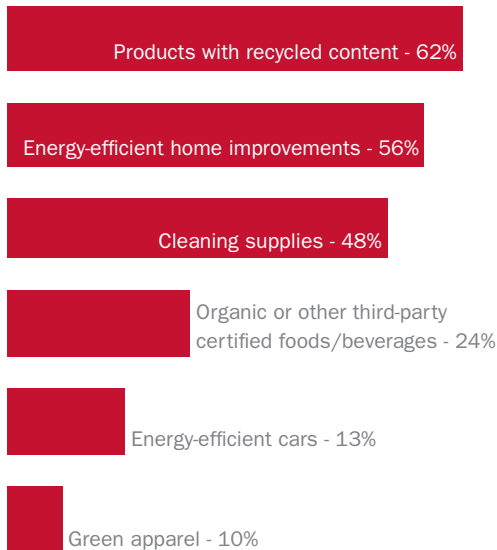 Products with recycled content - 62%
Energy-efficient home improvements - 56%
Cleaning supplies - 48%
Organic or other third-party
certified foods/beverages - 24%
Energy-efficient cars - 13%
Green apparel - 10%